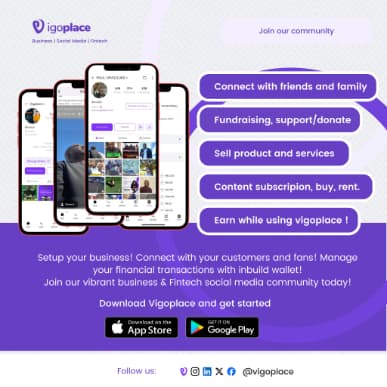 igoplace
Business | Social Media | Fintech
Join our community
Connect with friends and family
Fundraising, support/donate
Sell product and services
Content subscripion, buy, rent.
Earn while using vigoplace !
Setup your business! Connect with your customers and fans! Manage
your financial transactions with inbuild wallet!
Join our vibrant business & Fintech social media community today!
Download Vigoplace and get started
Download on the
App Store
GET IT ON
Google Play
Follow us:
@vigoplace